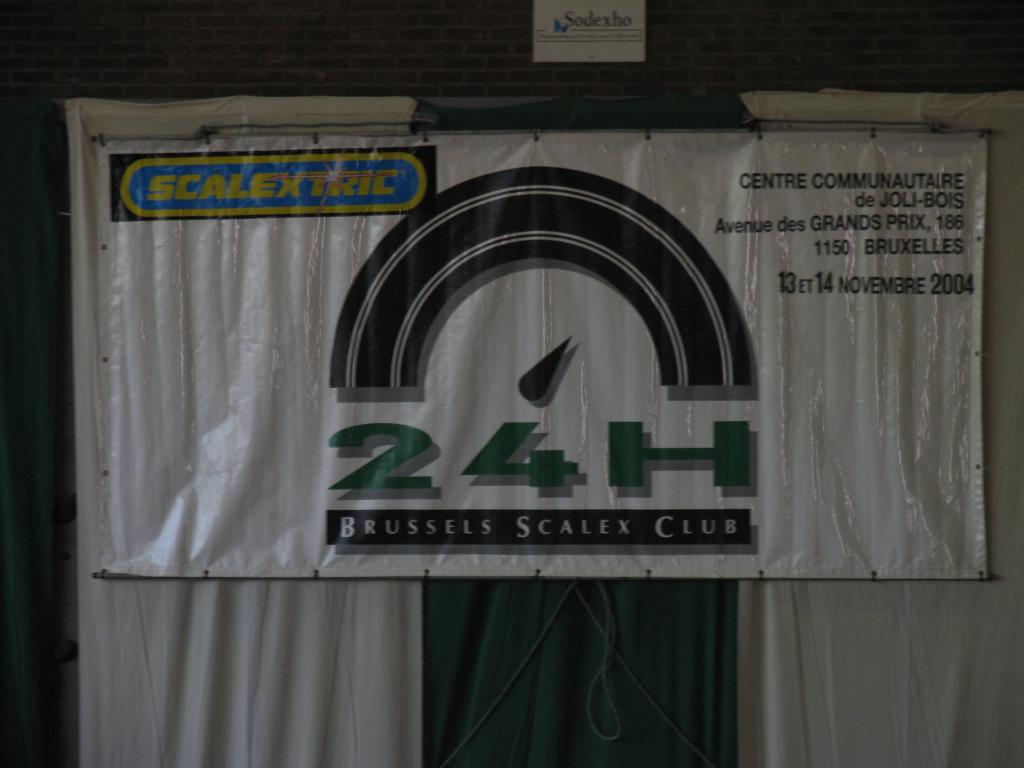 Sodexho
SCALEXTRIC
CENTRE COMMUNAUTAIRE
de JOLI-BOIS
Avenue des GRANDS PRIX, 186
1150 BRUXELLES
13 ET 14 NOVEMBRE 2004
24H
BRUSSELS SCALEX CLUB